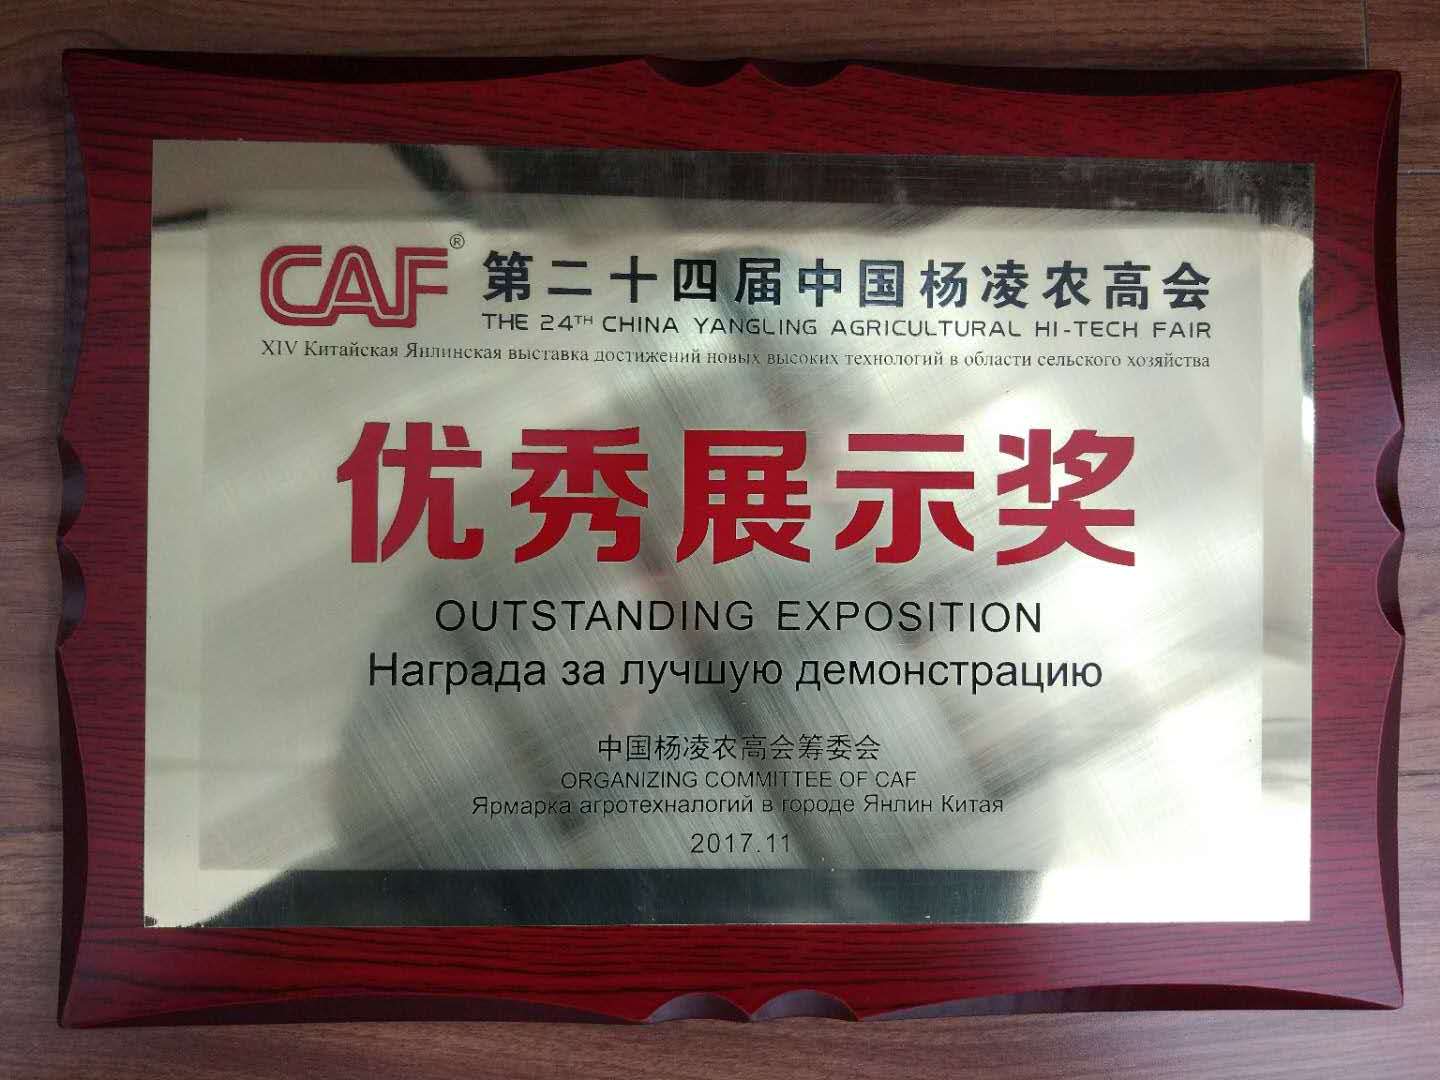 CAF® 第二十四届中国杨凌农高会
THE 24TH CHINA YANGLING AGRICULTURAL HI-TECH FAIR
XIV Китайская Янлинская выставка достижений новых высоких технологий в области сельского хозяйства
优秀展示奖
OUTSTANDING EXPOSITION
Награда за лучшую демонстрацию
中国杨凌农高会筹委会
ORGANIZING COMMITTEE OF CAF
Ярмарка агротехналогий в городе Янлин Китая
2017.11